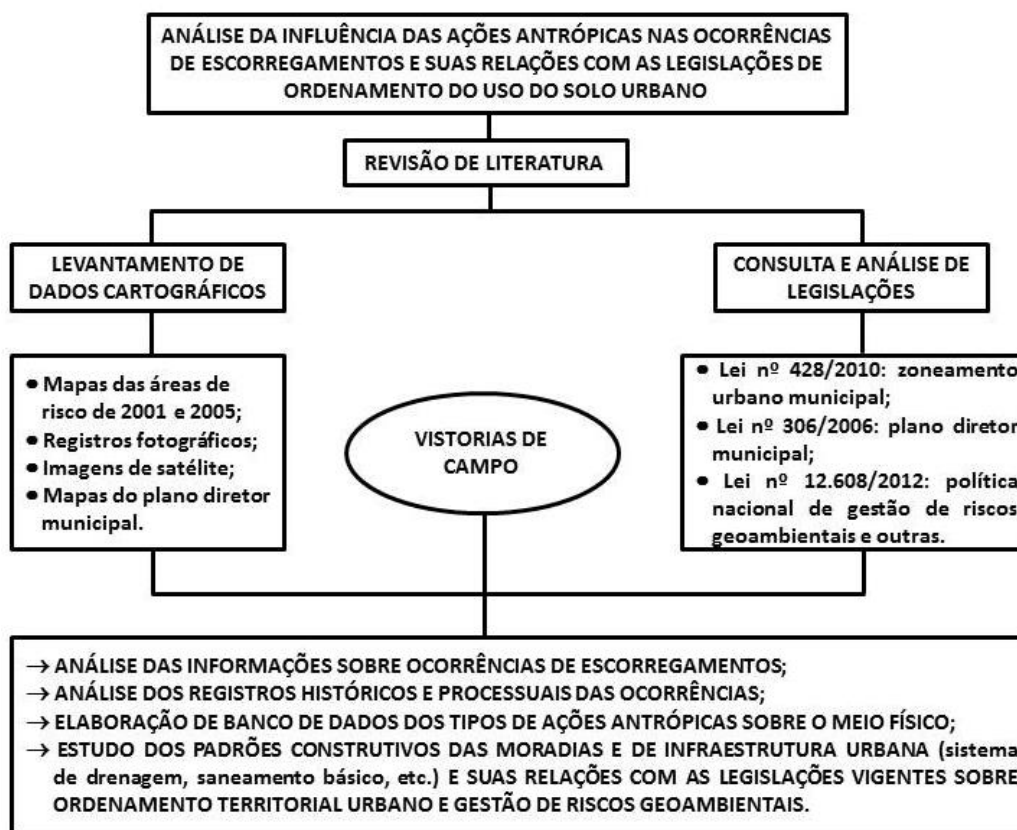 ANÁLISE DA INFLUÊNCIA DAS AÇÕES ANTRÓPICAS NAS OCORRÊNCIAS
DE ESCORREGAMENTOS E SUAS RELAÇÕES COM AS LEGISLAÇÕES DE
ORDENAMENTO DO USO DO SOLO URBANO
REVISÃO DE LITERATURA
LEVANTAMENTO DE
DADOS CARTOGRÁFICOS
CONSULTA E ANÁLISE DE
LEGISLAÇÕES
• Mapas das áreas de
risco de 2001 e 2005;
• Registros fotográficos;
• Imagens de satélite;
• Mapas do plano diretor
municipal.
VISTORIAS DE
CAMPO
• Lei nº 428/2010: zoneamento
urbano municipal;
• Lei nº 306/2006: plano diretor
municipal;
• Lei nº 12.608/2012: política
nacional de gestão de riscos
geoambientais e outras.
→ ANÁLISE DAS INFORMAÇÕES SOBRE OCORRÊNCIAS DE ESCORREGAMENTOS;
→ ANÁLISE DOS REGISTROS HISTÓRICOS E PROCESSUAIS DAS OCORRÊNCIAS;
→ ELABORAÇÃO DE BANCO DE DADOS DOS TIPOS DE AÇÕES ANTRÓPICAS SOBRE O MEIO FÍSICO;
→ ESTUDO DOS PADRÕES CONSTRUTIVOS DAS MORADIAS E DE INFRAESTRUTURA URBANA (sistema
de drenagem, saneamento básico, etc.) E SUAS RELAÇÕES COM AS LEGISLAÇÕES VIGENTES SOBRE
ORDENAMENTO TERRITORIAL URBANO E GESTÃO DE RISCOS GEOAMBIENTAIS.